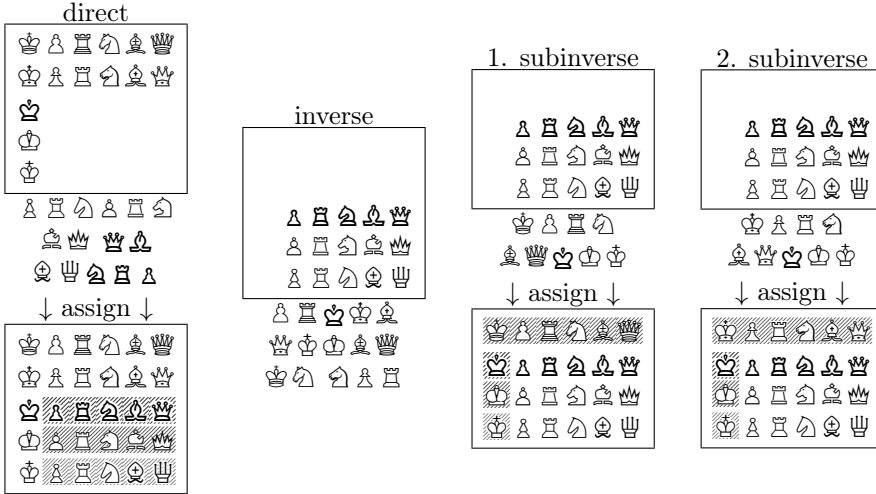 direct
↓ assign ↓
inverse
1. subinverse
↓ assign ↓
2. subinverse
↓ assign ↓